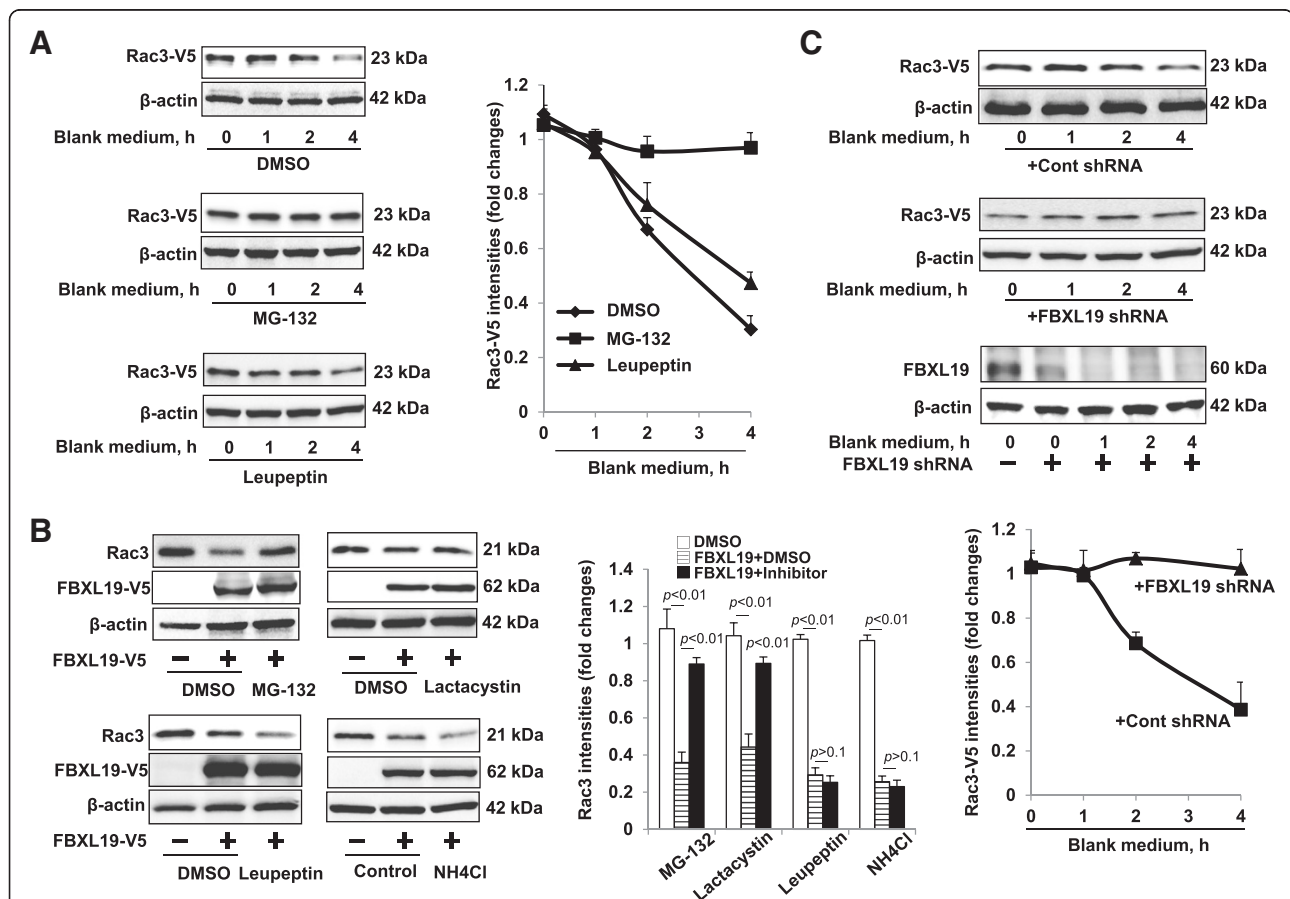 A
Rac3-V5 23 kDa
β-actin 42 kDa
Blank medium, h 0 1 2 4
DMSO
Rac3-V5 23 kDa
β-actin 42 kDa
Blank medium, h 0 1 2 4
MG-132
Rac3-V5 23 kDa
β-actin 42 kDa
Blank medium, h 0 1 2 4
Leupeptin
Rac3-V5 intensities (fold changes)
1.2
1
0.8
0.6
0.4
0.2
0
DMSO
MG-132
Leupeptin
0 1 2 3 4
Blank medium, h
C
Rac3-V5 23 kDa
β-actin 42 kDa
Blank medium, h 0 1 2 4
+Cont shRNA
Rac3-V5 23 kDa
β-actin 42 kDa
Blank medium, h 0 1 2 4
+FBXL19 shRNA
FBXL19 60 kDa
β-actin 42 kDa
Blank medium, h 0 0 1 2 4
FBXL19 shRNA − + + + +
Rac3-V5 intensities (fold changes)
1.2
1
0.8
0.6
0.4
0.2
0
+FBXL19 shRNA
+Cont shRNA
0 1 2 3 4
Blank medium, h
B
Rac3 21 kDa
FBXL19-V5 62 kDa
β-actin 42 kDa
FBXL19-V5 − + + − + +
DMSO MG-132 DMSO Lactacystin
Rac3 21 kDa
FBXL19-V5 62 kDa
β-actin 42 kDa
FBXL19-V5 − + + − + +
DMSO Leupeptin Control NH4Cl
Rac3 intensities (fold changes)
DMSO
FBXL19+DMSO
FBXL19+Inhibitor
1.2
1
0.8
0.6
0.4
0.2
0
p<0.01 p<0.01 p<0.01 p<0.01
p<0.01 p<0.01
p>0.1 p>0.1
MG-132 Lactacystin Leupeptin NH4Cl